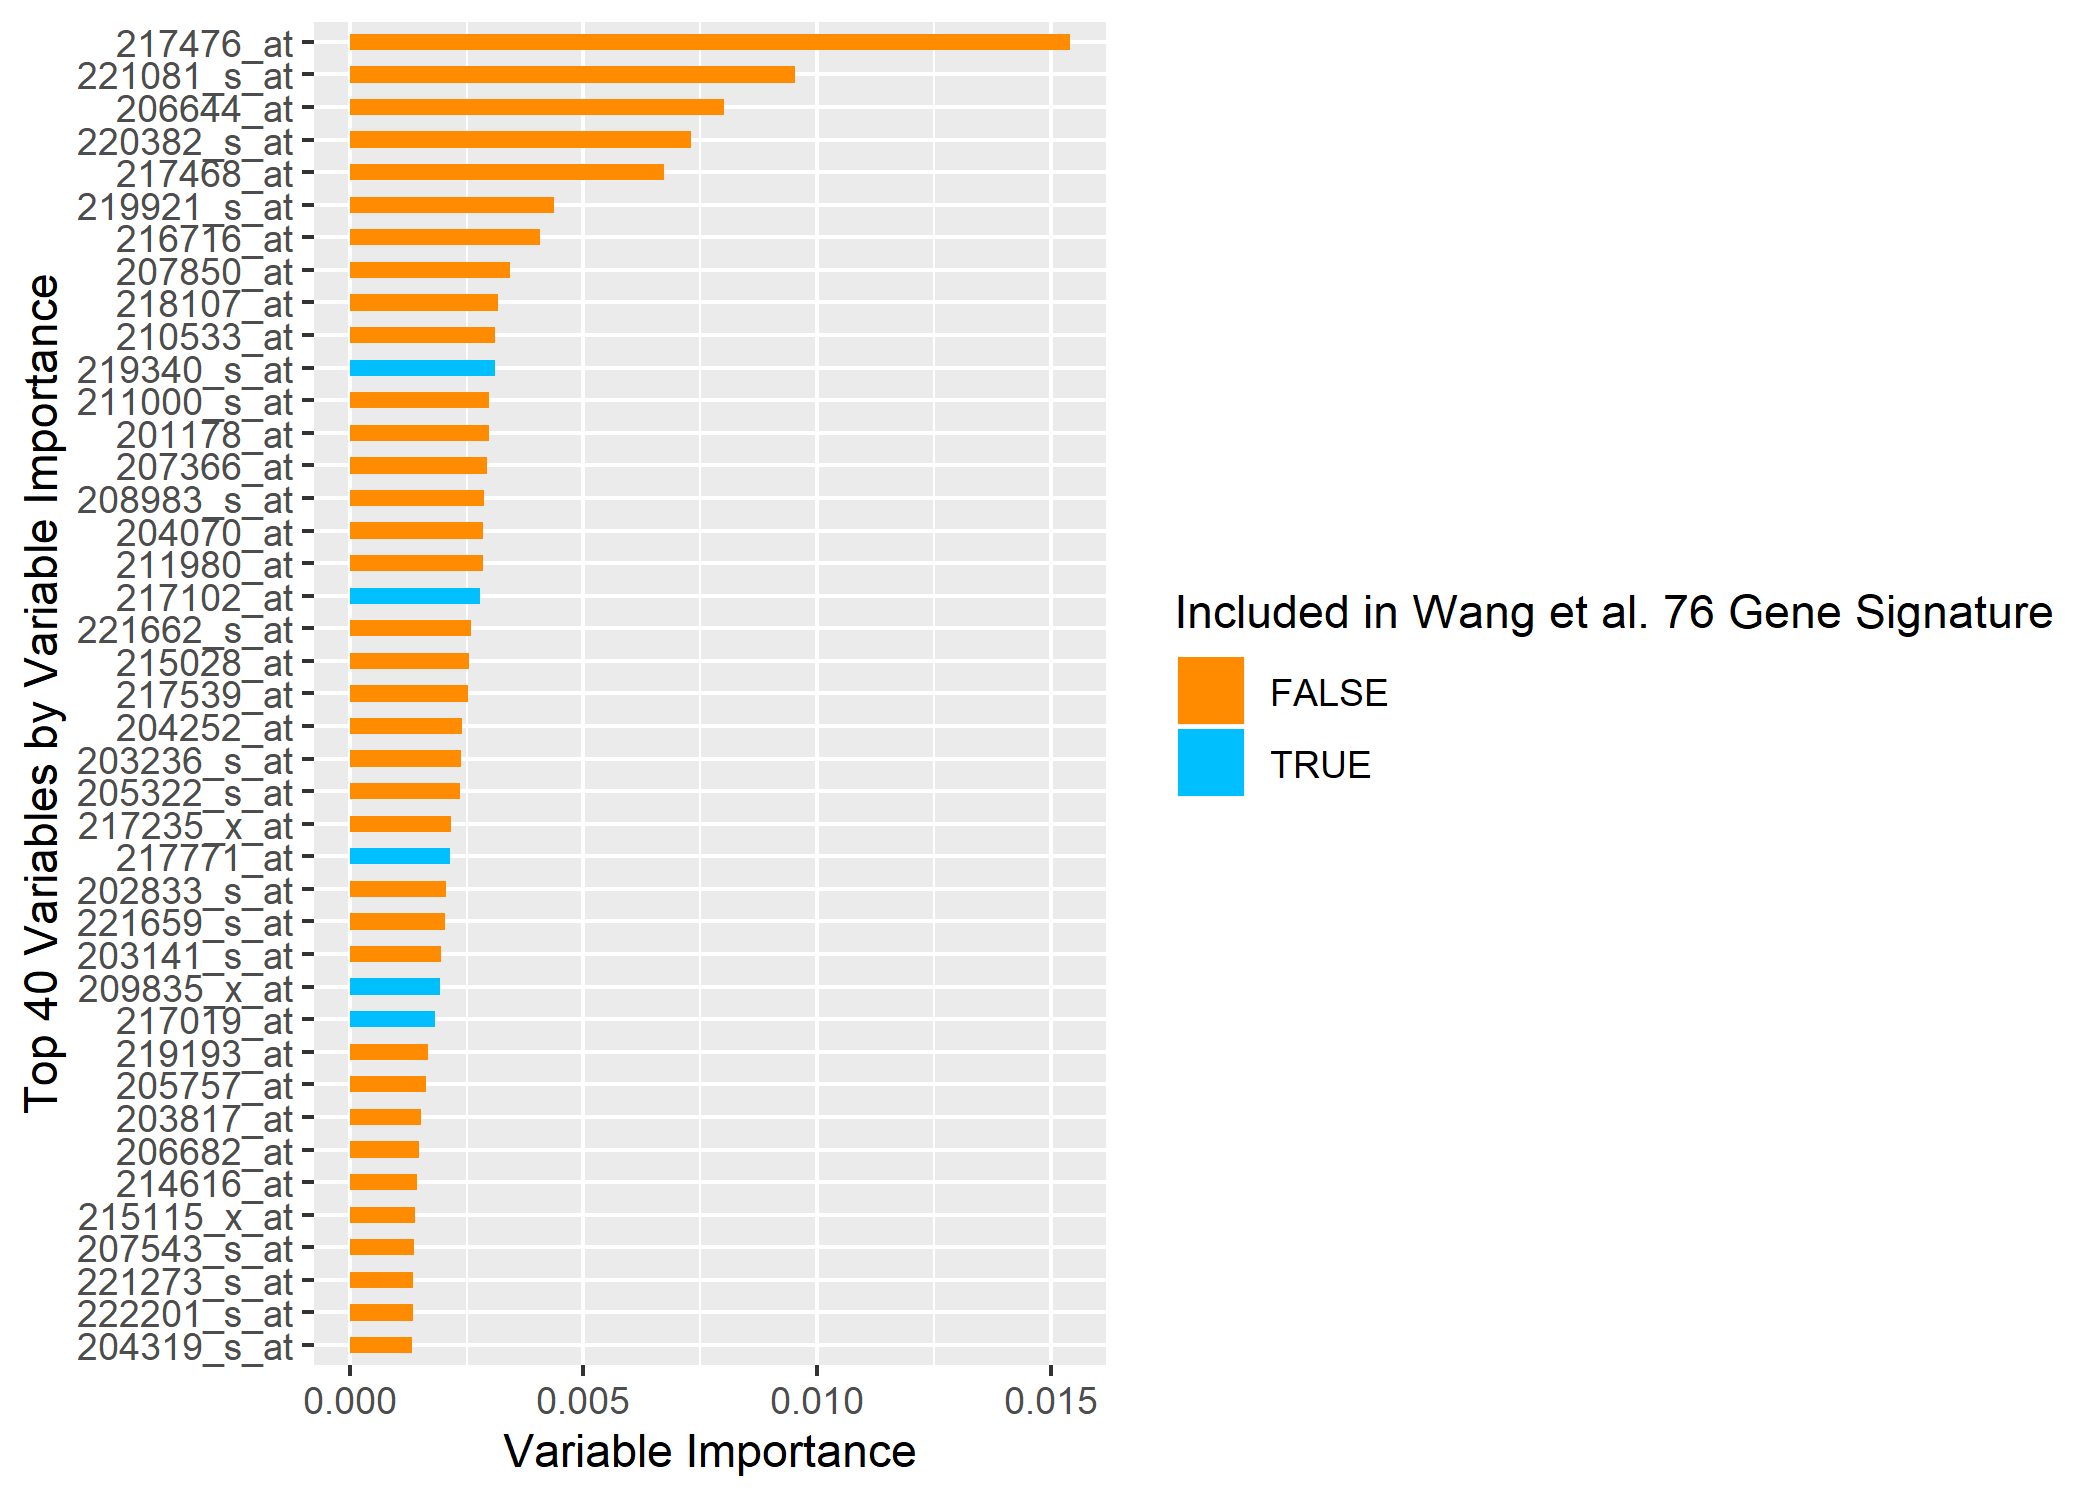 217476_at
221081_s_at
206644_at
220382_s_at
217468_at
219921_s_at
216716_at
207850_at
218107_at
210533_at
219340_s_at
211000_s_at
201178_at
207366_at
208983_s_at
204070_at
211980_at
217102_at
221662_s_at
215028_at
217539_at
204252_at
203236_s_at
205322_s_at
217235_x_at
217771_at
202833_s_at
221659_s_at
203141_s_at
209835_x_at
217019_at
219193_at
205757_at
203817_at
206682_at
214616_at
215115_x_at
207543_s_at
221273_s_at
222201_s_at
204319_s_at
Top 40 Variables by Variable Importance
0.000 0.005 0.010 0.015
Variable Importance
Included in Wang et al. 76 Gene Signature
FALSE
TRUE